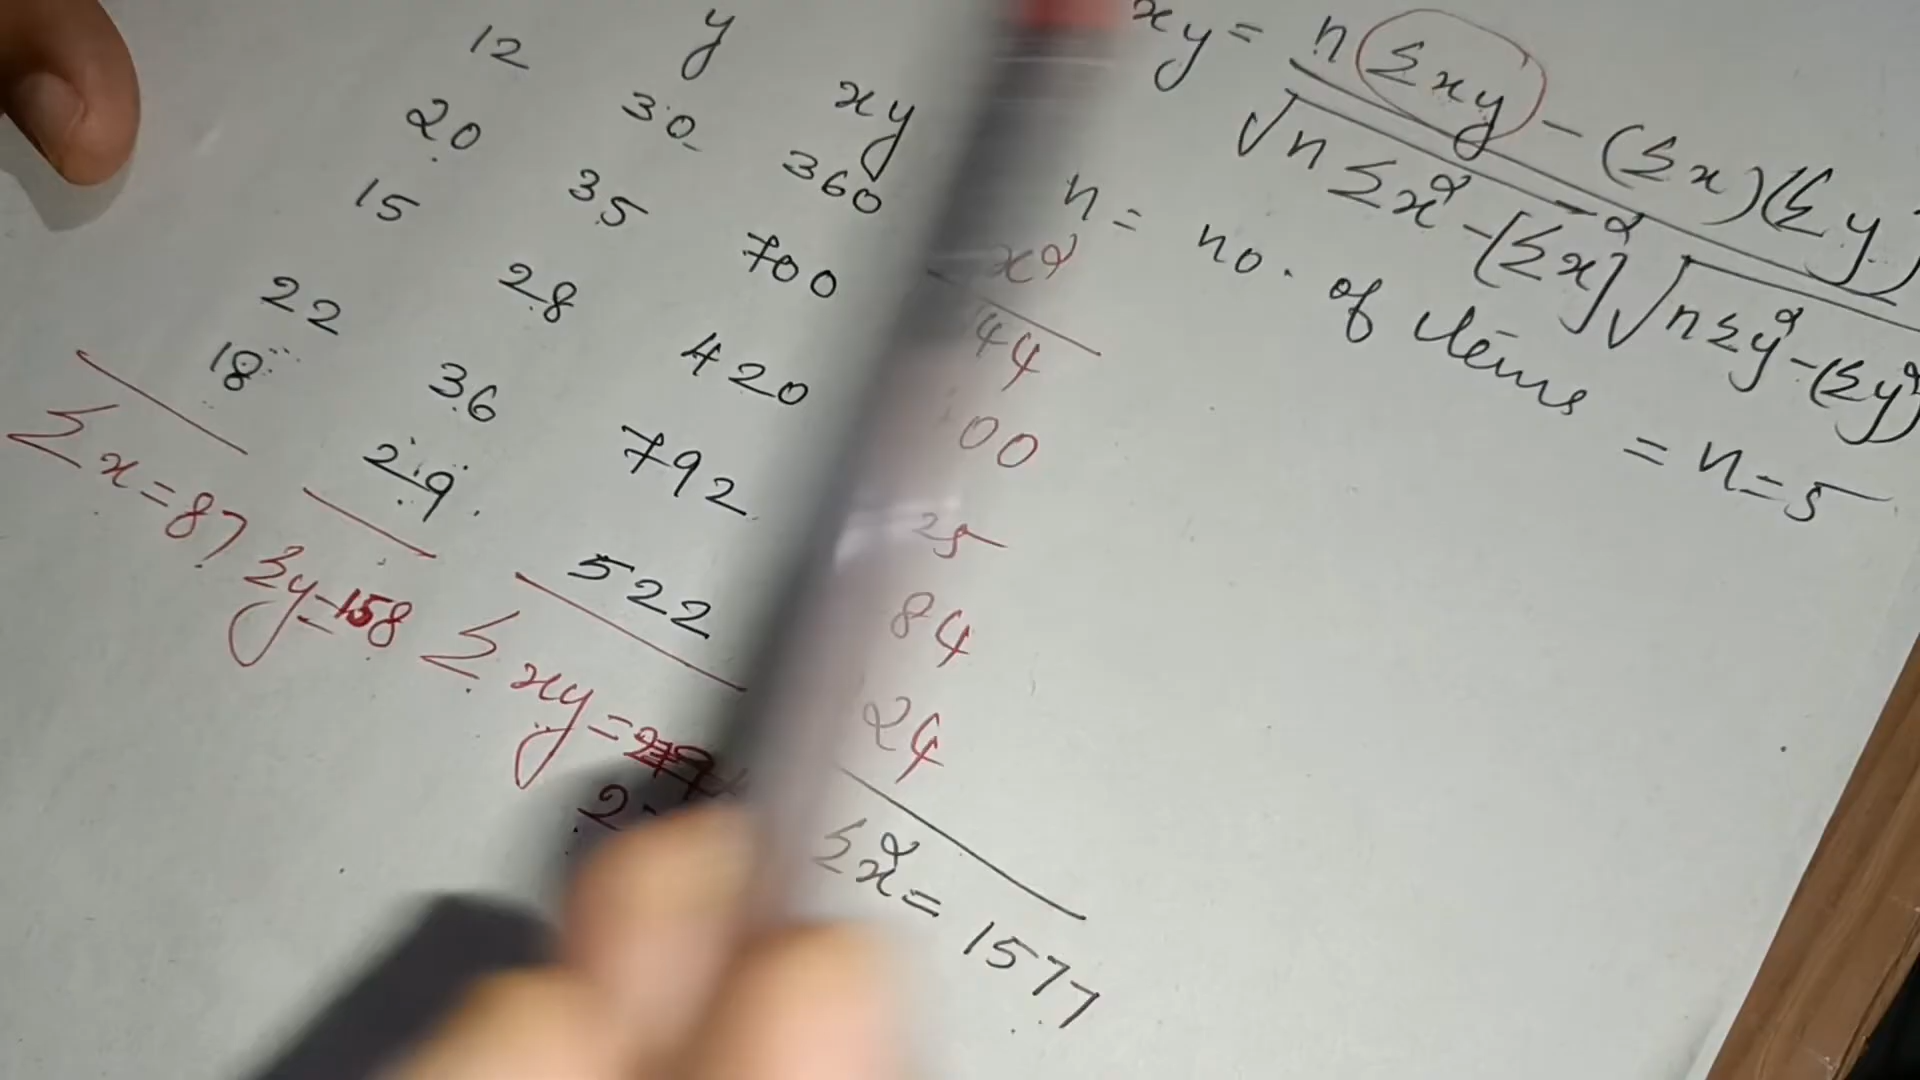 y
12 30 xy
20 35 360
15 28 700
22 36 420
18 29 792
522
Σx=87 Σy=158 Σxy=
x²
44
00
25
84
24
Σx²=1577
xy = nΣxy - (Σx)(Σy)
√nΣx² - [Σx]² √nΣy² - (Σy)²
n = no. of items = n=5